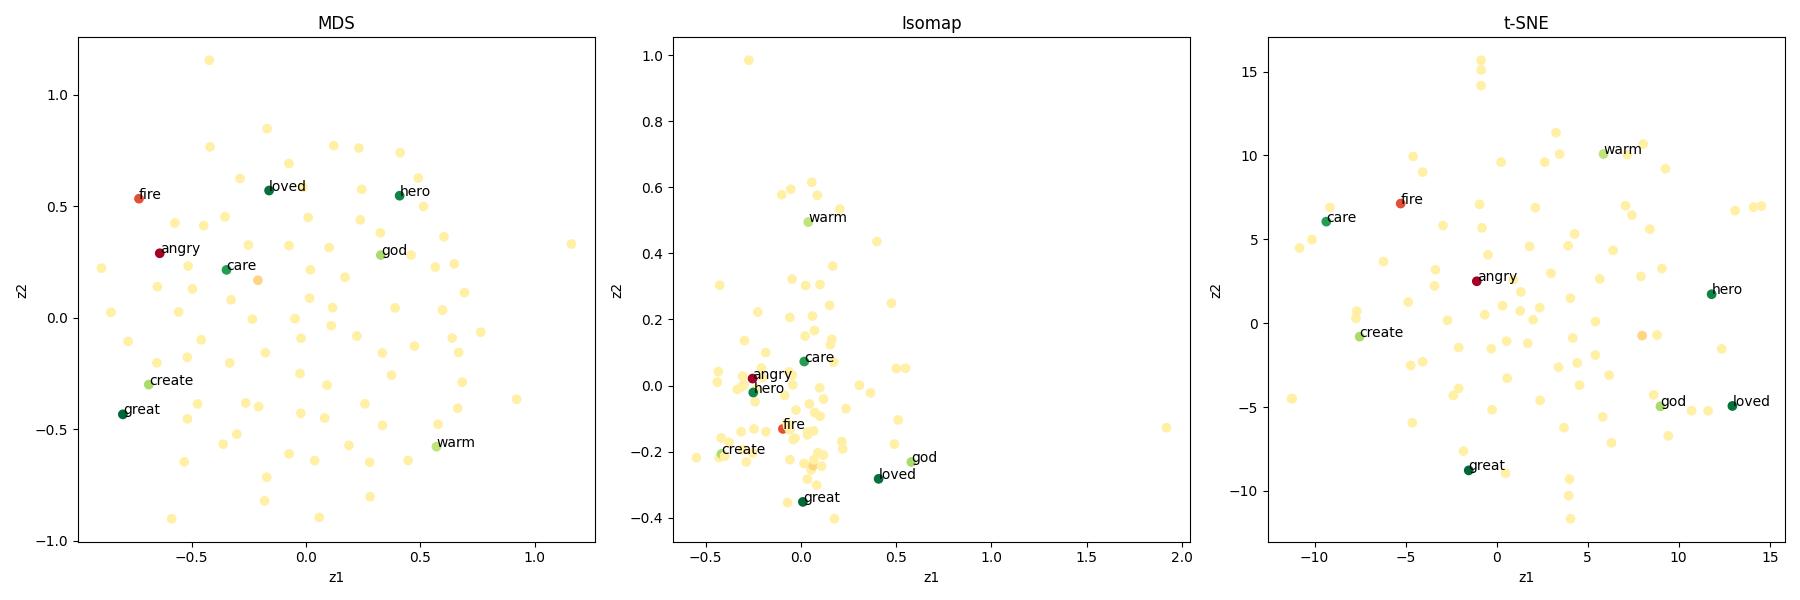 MDS
1.0
0.5
0.0
−0.5
−1.0
z2
fire
loved
hero
angry
god
care
create
great
warm
−0.5
0.0
0.5
1.0
z1
Isomap
1.0
0.8
0.6
0.4
0.2
0.0
−0.2
−0.4
z2
warm
care
angry
hero
fire
create
god
loved
great
−0.5
0.0
0.5
1.0
1.5
2.0
z1
t-SNE
15
10
5
0
−5
−10
z2
warm
fire
care
angry
hero
create
god
loved
great
−10
−5
0
5
10
15
z1